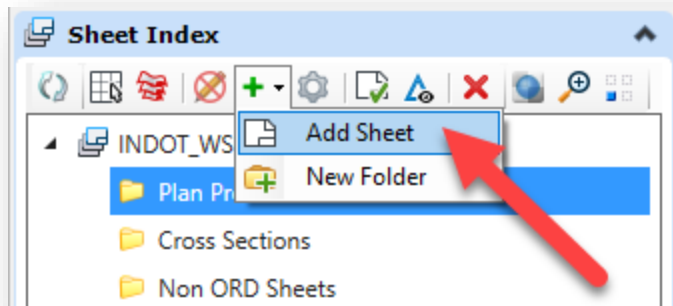 Sheet Index
INDOT_WS
Add Sheet
New Folder
Plan Pr
Cross Sections
Non ORD Sheets